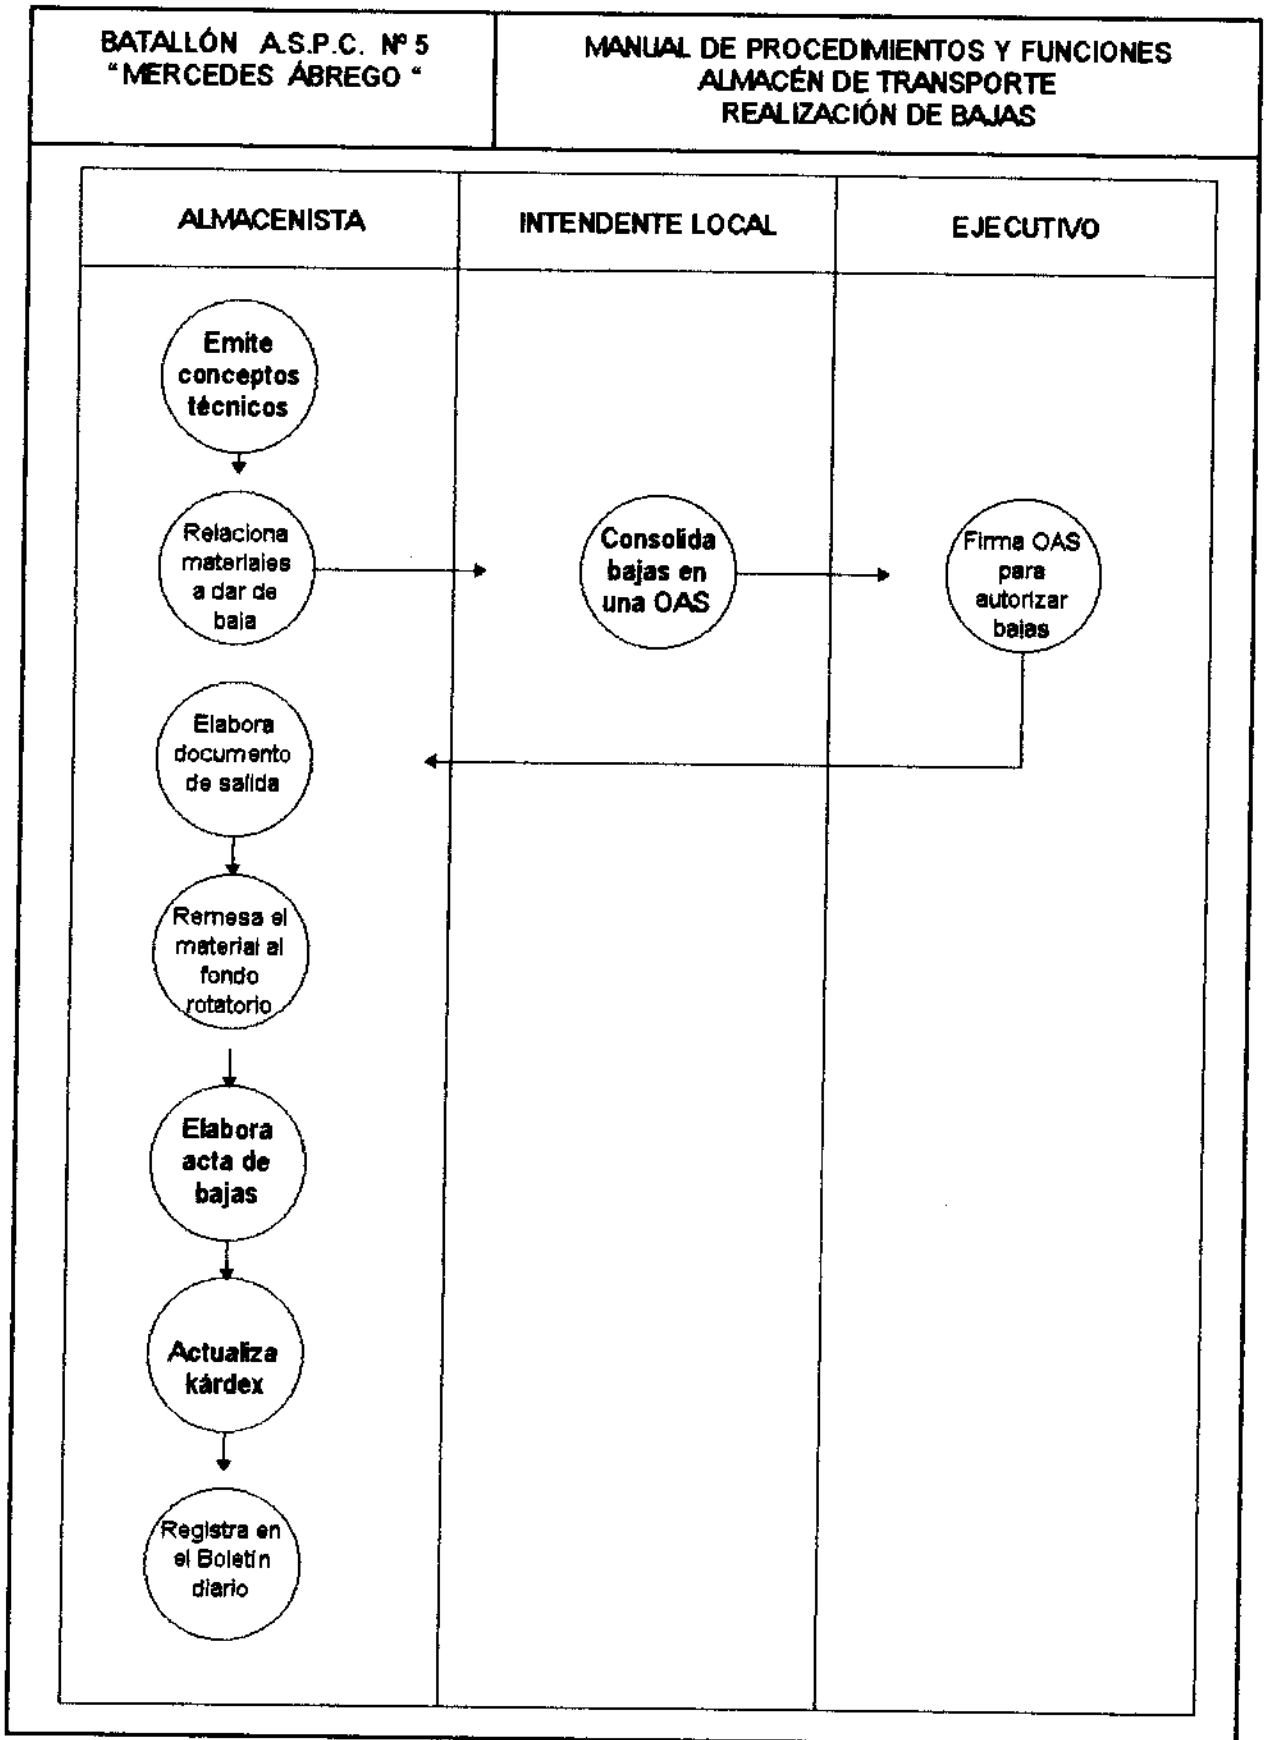 BATALLÓN A.S.P.C. Nº 5
“MERCEDES ÁBREGO “
MANUAL DE PROCEDIMIENTOS Y FUNCIONES
ALMACÉN DE TRANSPORTE
REALIZACIÓN DE BAJAS
ALMACENISTA
INTENDENTE LOCAL
EJECUTIVO
Emite
conceptos
técnicos
Relaciona
materiales
a dar de
baja
Consolida
bajas en
una OAS
Firma OAS
para
autorizar
bajas
Elabora
documento
de salida
Remesa el
material al
fondo
rotatorio
Elabora
acta de
bajas
Actualiza
kárdex
Registra en
el Boletín
diario